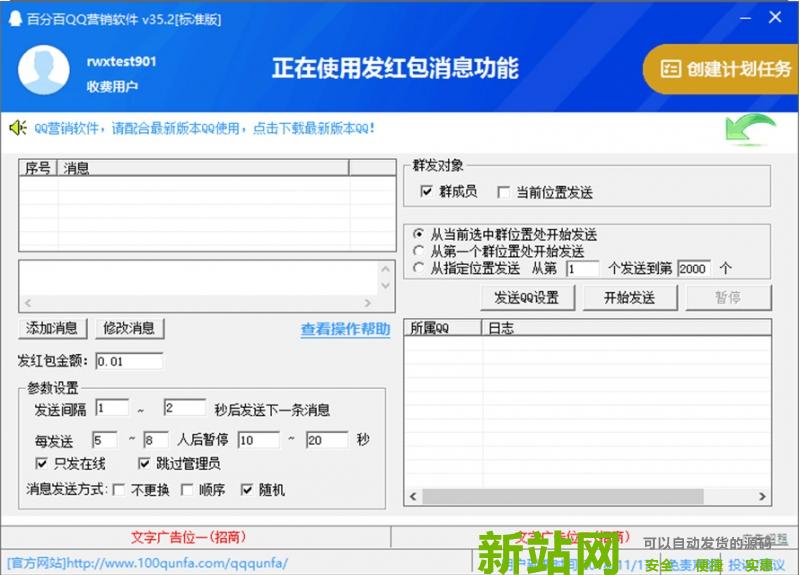 百分百QQ营销软件 v35.2[标准版]
rwxtest901
收费用户
正在使用发红包消息功能
创建计划任务
QQ营销软件，请配合最新版本QQ使用，点击下载最新版本QQ!
序号 消息
群发对象
群成员 当前位置发送
从当前选中群位置处开始发送
从第一个群位置处开始发送
从指定位置发送 从第 1 个发送到第 2000 个
发送QQ设置 开始发送 暂停
添加消息 修改消息 查看操作帮助
所属QQ 日志
发红包金额: 0.01
参数设置
发送间隔 1 ~ 2 秒后发送下一条消息
每发送 5 ~ 8 人后暂停 10 ~ 20 秒
只发在线 跳过管理员
消息发送方式: 不更换 顺序 随机
文字广告位一(招商)
[官方网站]http://www.100qunfa.com/qqqunfa/
新站网
可以自动发货的源码
安全 便捷 实惠